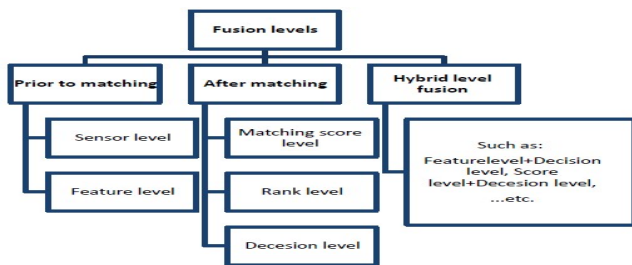 Fusion levels
Prior to matching
After matching
Hybrid level
fusion
Sensor level
Feature level
Matching score
level
Rank level
Decesion level
Such as:
Featurelevel+Decision
level, Score
level+Decesion level,
...etc.